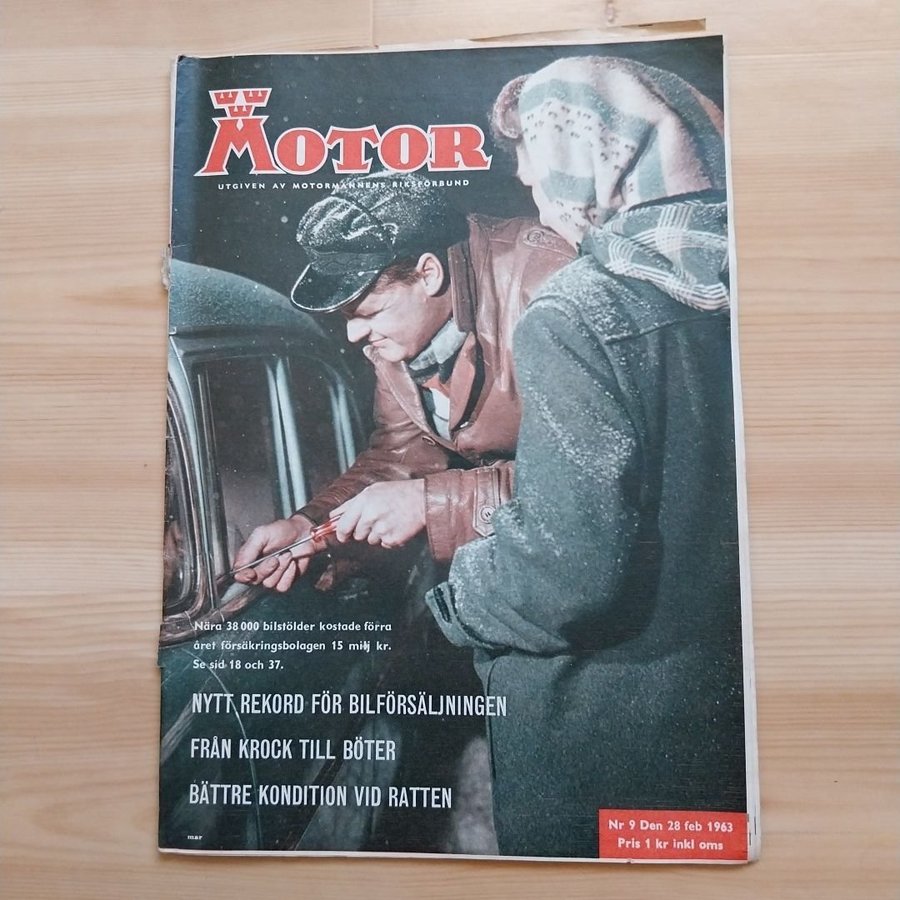 MOTOR
UTGIVEN AV MOTORMÄNNENS RIKSFÖRBUND
Nära 38 000 bilstölder kostade förra
året försäkringsbolagen 15 milj kr.
Se sid 18 och 37.
NYTT REKORD FÖR BILFÖRSÄLJNINGEN
FRÅN KROCK TILL BÖTER
BÄTTRE KONDITION VID RATTEN
mar
Nr 9 Den 28 feb 1963
Pris 1 kr inkl oms